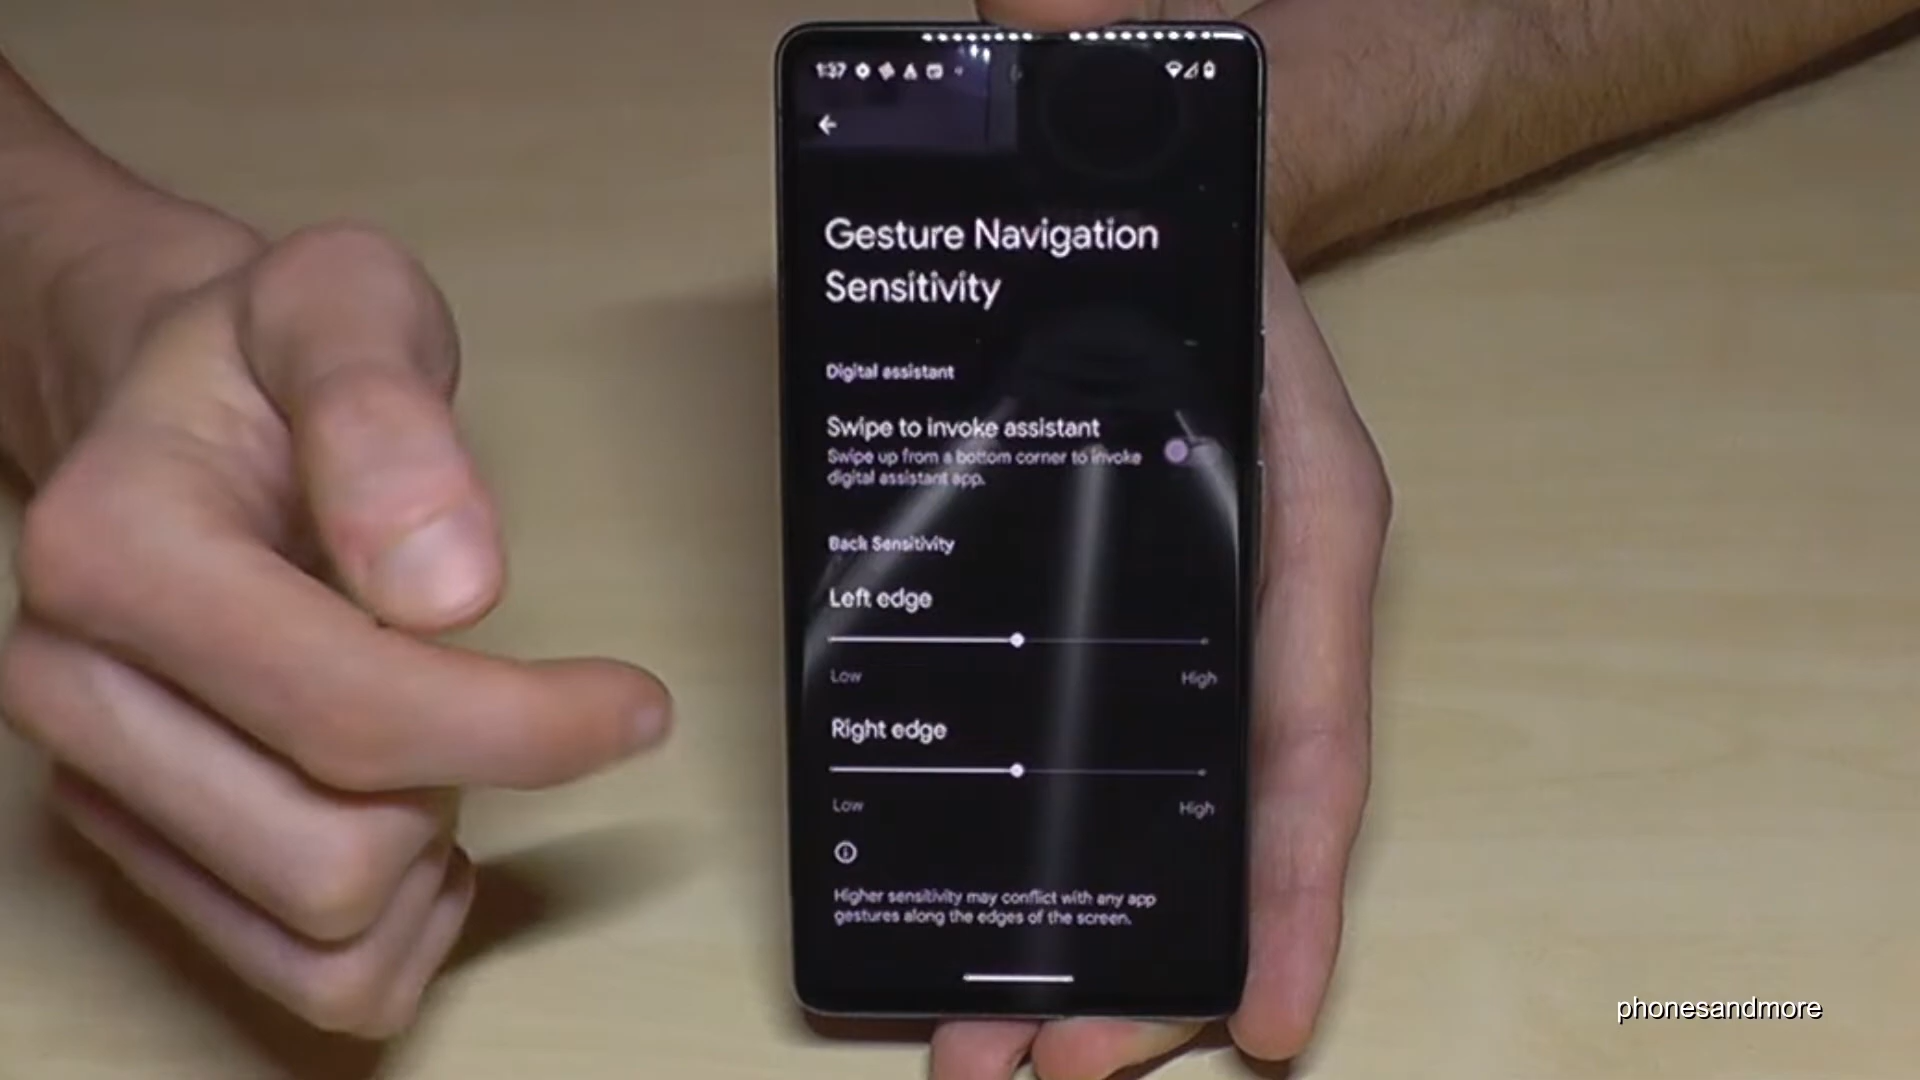 1:37
Gesture Navigation
Sensitivity
Digital assistant
Swipe to invoke assistant
Swipe up from a bottom corner to invoke
digital assistant app.
Back Sensitivity
Left edge
Low High
Right edge
Low High
Higher sensitivity may conflict with any app
gestures along the edges of the screen.
phonesandmore